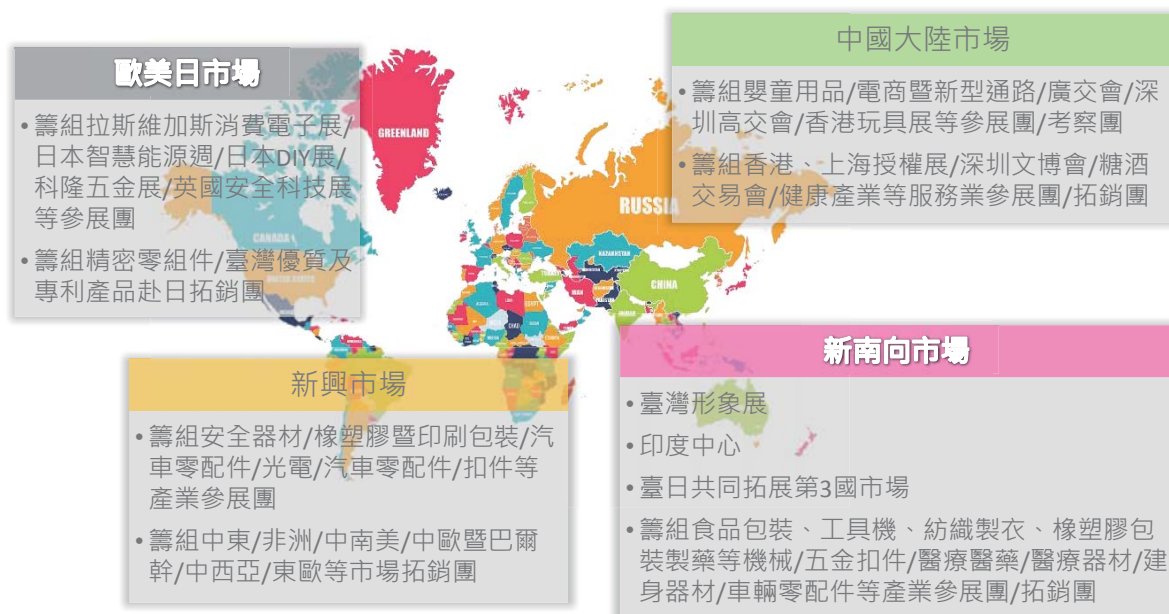 歐美日市場
• 籌組拉斯維加斯消費電子展/
日本智慧能源週/日本DIY展/
科隆五金展/英國安全科技展
等參展團
• 籌組精密零組件/臺灣優質及
專利產品赴日拓銷團
中國大陸市場
• 籌組嬰童用品/電商暨新型通路/廣交會/深
圳高交會/香港玩具展等參展團/考察團
• 籌組香港、上海授權展/深圳文博會/糖酒
交易會/健康產業等服務業參展團/拓銷團
GREENLAND
RUSSIA
CANADA
UNITED STATES
KAZAKHSTAN
CHINA
IRAN
CHAD
新興市場
• 籌組安全器材/橡塑膠暨印刷包裝/汽
車零配件/光電/汽車零配件/扣件等
產業參展團
• 籌組中東/非洲/中南美/中歐暨巴爾
幹/中西亞/東歐等市場拓銷團
新南向市場
• 臺灣形象展
• 印度中心
• 臺日共同拓展第3國市場
• 籌組食品包裝、工具機、紡織製衣、橡塑膠包
裝製藥等機械/五金扣件/醫療醫藥/醫療器材/建
身器材/車輛零配件等產業參展團/拓銷團